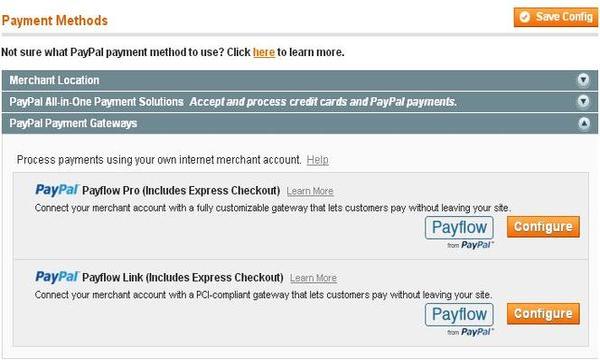 Payment Methods
Save Config
Not sure what PayPal payment method to use? Click here to learn more.
Merchant Location
PayPal All-in-One Payment Solutions Accept and process credit cards and PayPal payments.
PayPal Payment Gateways
Process payments using your own internet merchant account. Help
PayPal Payflow Pro (Includes Express Checkout) Learn More
Connect your merchant account with a fully customizable gateway that lets customers pay without leaving your site.
Payflow
from PayPal
Configure
PayPal Payflow Link (Includes Express Checkout) Learn More
Connect your merchant account with a PCI-compliant gateway that lets customers pay without leaving your site.
Payflow
from PayPal
Configure